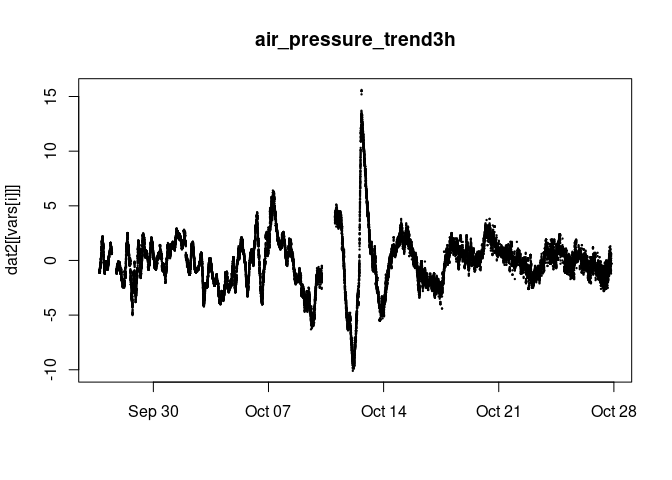 air_pressure_trend3h
dat2[[vars[i]]]
15
10
5
0
-5
-10
Sep 30
Oct 07
Oct 14
Oct 21
Oct 28